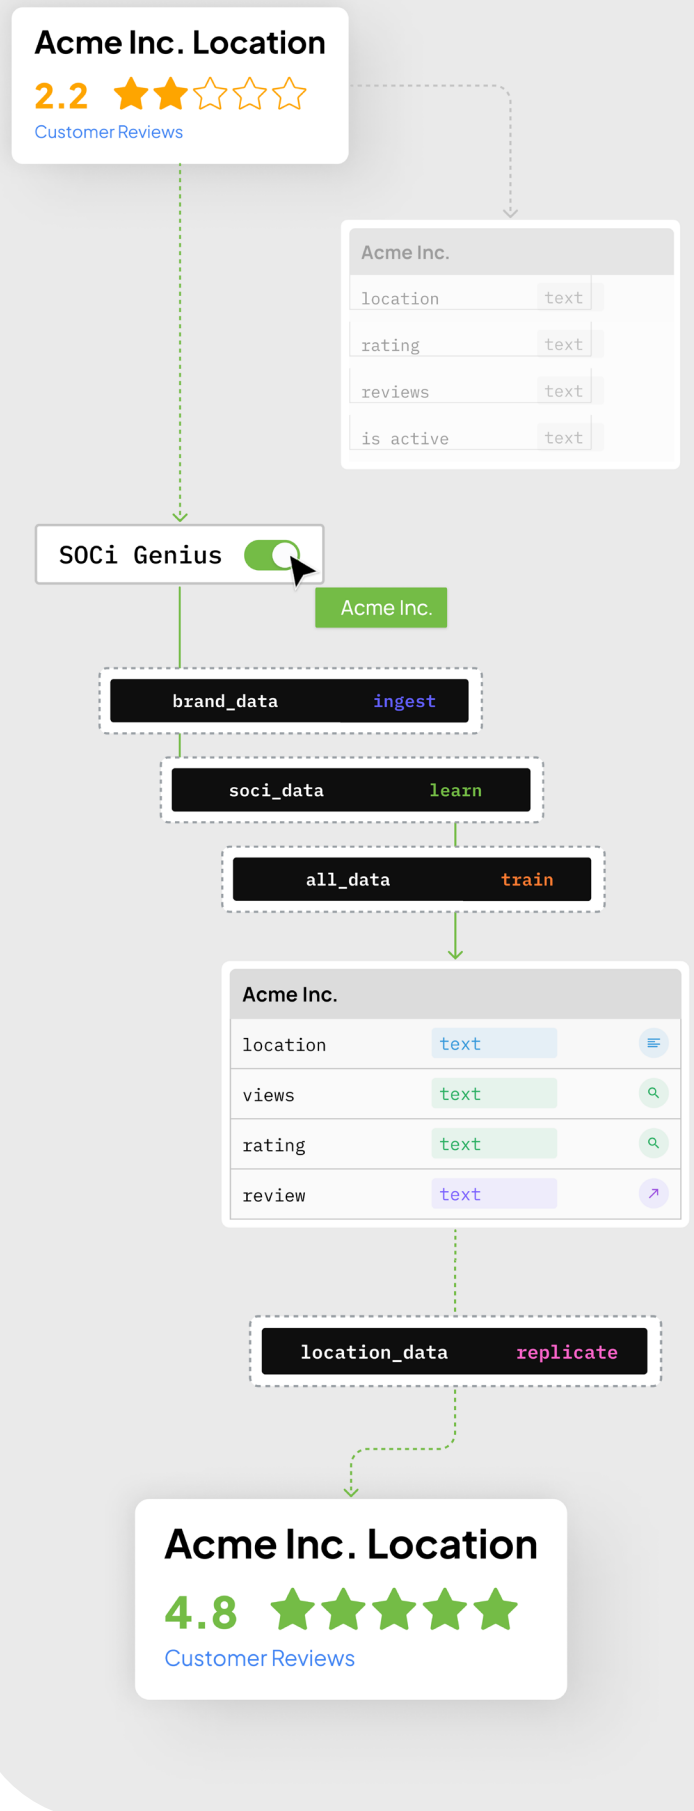 Acme Inc. Location
2.2
Customer Reviews
Acme Inc.
location text
rating text
reviews text
is active text
SOCi Genius
Acme Inc.
brand_data ingest
soci_data learn
all_data train
Acme Inc.
location text
views text
rating text
review text
location_data replicate
Acme Inc. Location
4.8
Customer Reviews